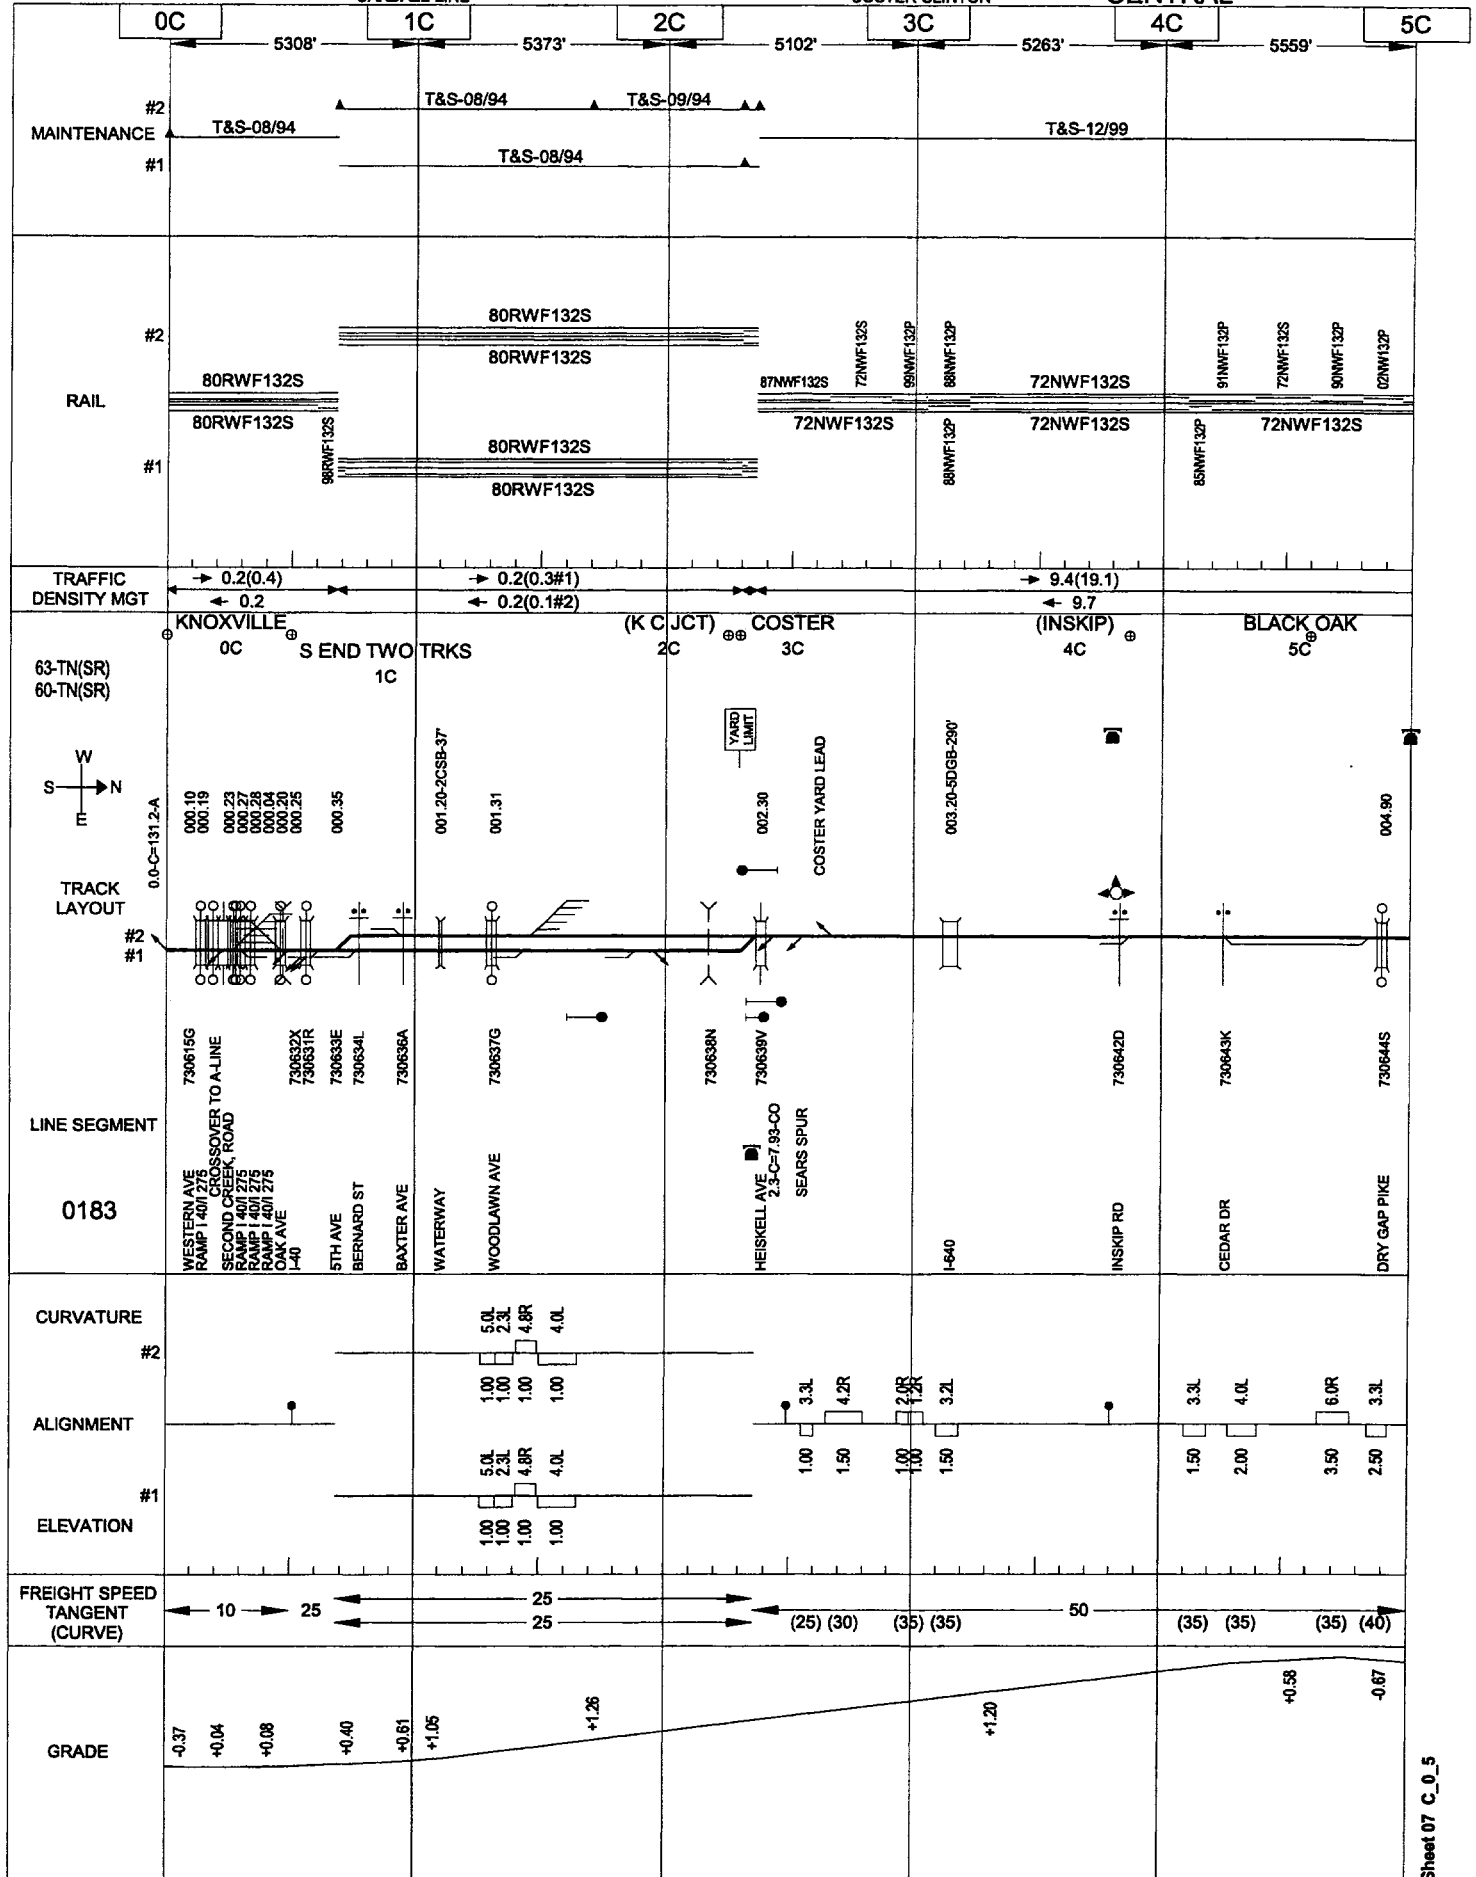 COSTER CLINTON
CENTRAL
0C 1C 2C 3C 4C 5C
5308' 5373' 5102' 5263' 5559'
#2 T&S-08/94 T&S-09/94
MAINTENANCE T&S-08/94 T&S-12/99
#1 T&S-08/94
80RWF132S
#2
80RWF132S
72NWF132S
99NWF132P
88NWF132P
91NWF132P
72NWF132S
90NWF132P
02NW132P
80RWF132S 87NWF132S 72NWF132S
RAIL
80RWF132S 72NWF132S 72NWF132S 72NWF132S
98RWF132S
88NWF132P
85NWF132P
80RWF132S
#1
80RWF132S
TRAFFIC
DENSITY MGT
0.2(0.4) 0.2(0.3#1) 9.4(19.1)
0.2 0.2(0.1#2) 9.7
KNOXVILLE (K C JCT) COSTER (INSKIP) BLACK OAK
0C S END TWO TRKS 2C 3C 4C 5C
1C
63-TN(SR)
60-TN(SR)
W
S N
E
YARD
LIMIT
0.0-C=131.2-A
000.10
000.19
000.23
000.27
000.28
000.04
000.20
000.25
000.35
001.20-2CSB-37'
001.31
002.30
COSTER YARD LEAD
003.20-5DGB-290'
004.90
TRACK
LAYOUT
#2
#1
730615G
730632X
730631R
730633E
730634L
730636A
730637G
730638N
730639V
730642D
730643K
730644S
LINE SEGMENT
0183
WESTERN AVE
RAMP I 40/I 275
CROSSOVER TO A-LINE
SECOND CREEK, ROAD
RAMP I 40/I 275
RAMP I 40/I 275
RAMP I 40/I 275
OAK AVE
I-40
5TH AVE
BERNARD ST
BAXTER AVE
WATERWAY
WOODLAWN AVE
HEISKELL AVE
2.3-C=7.93-CO
SEARS SPUR
I-640
INSKIP RD
CEDAR DR
DRY GAP PIKE
CURVATURE
#2
5.0L 2.3L 4.8R 4.0L
1.00 1.00 1.00 1.00
ALIGNMENT
3.3L 4.2R 2.0R 1.2R 3.2L 3.3L 4.0L 6.0R 3.3L
1.00 1.50 1.00 1.00 1.50 1.50 2.00 3.50 2.50
5.0L 2.3L 4.8R 4.0L
#1
1.00 1.00 1.00 1.00
ELEVATION
FREIGHT SPEED
TANGENT
(CURVE)
25
10 25 50
25 (25) (30) (35) (35) (35) (35) (35) (40)
GRADE
-0.37 +0.04 +0.08 +0.40 +0.61 +1.05 +1.26 +1.20 +0.58 -0.67
Sheet 07 C_0_5